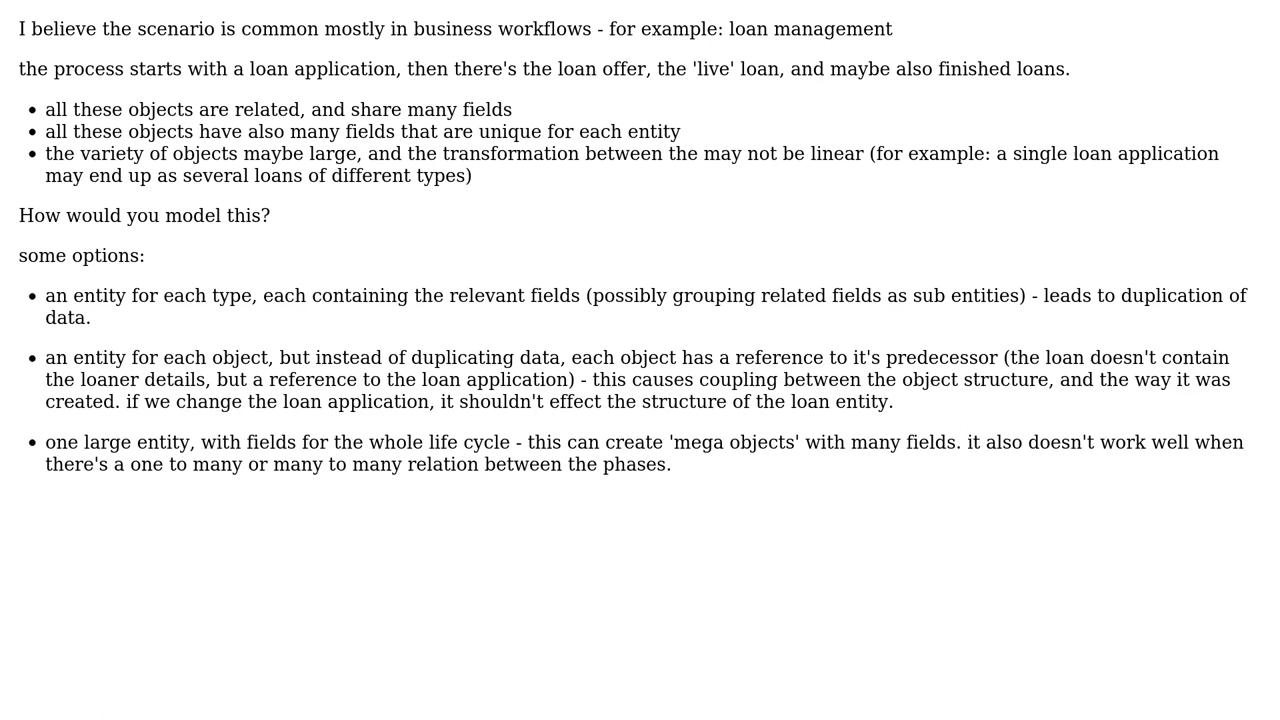 I believe the scenario is common mostly in business workflows - for example: loan management
the process starts with a loan application, then there's the loan offer, the 'live' loan, and maybe also finished loans.
• all these objects are related, and share many fields
• all these objects have also many fields that are unique for each entity
• the variety of objects maybe large, and the transformation between the may not be linear (for example: a single loan application
may end up as several loans of different types)
How would you model this?
some options:
• an entity for each type, each containing the relevant fields (possibly grouping related fields as sub entities) - leads to duplication of
data.
• an entity for each object, but instead of duplicating data, each object has a reference to it's predecessor (the loan doesn't contain
the loaner details, but a reference to the loan application) - this causes coupling between the object structure, and the way it was
created. if we change the loan application, it shouldn't effect the structure of the loan entity.
• one large entity, with fields for the whole life cycle - this can create 'mega objects' with many fields. it also doesn't work well when
there's a one to many or many to many relation between the phases.